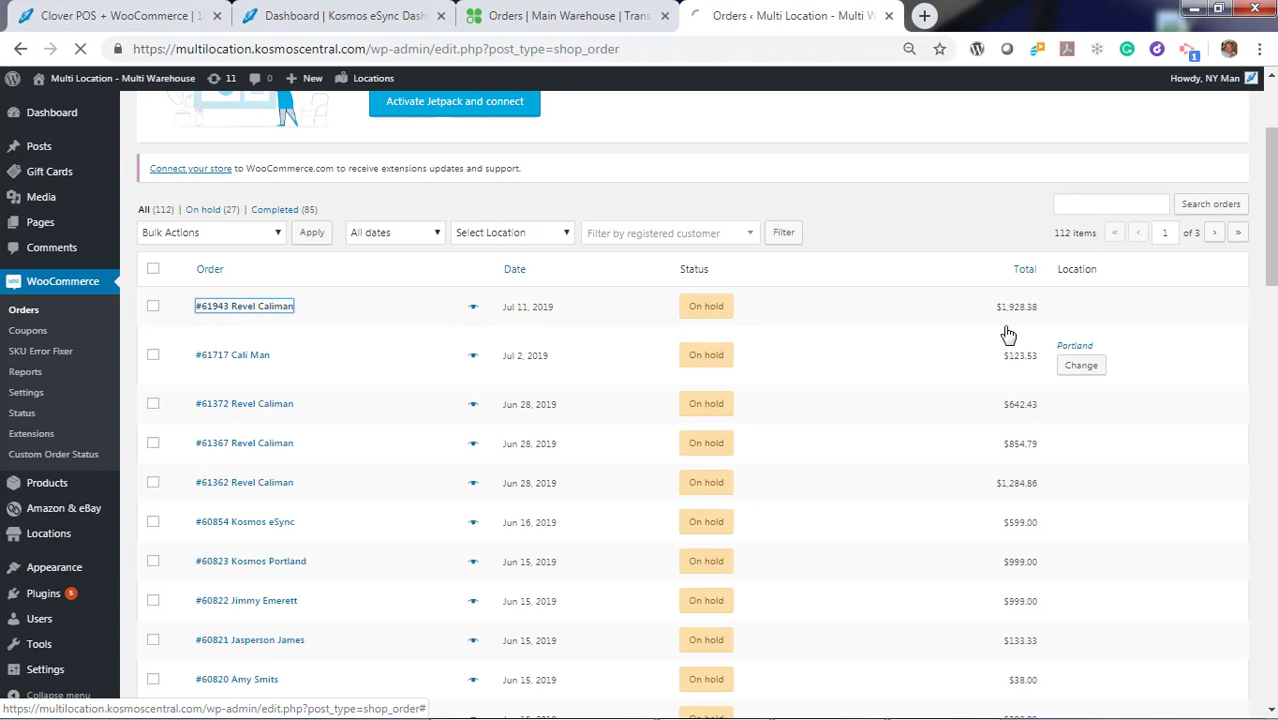 Clover POS + WooCommerce | 1
Dashboard | Kosmos eSync Dash
Orders | Main Warehouse | Trans
Orders ‹ Multi Location - Multi W
https://multilocation.kosmoscentral.com/wp-admin/edit.php?post_type=shop_order
1
Multi Location - Multi Warehouse
11
0
New
Locations
Howdy, NY Man
Dashboard
Posts
Gift Cards
Media
Pages
Comments
WooCommerce
Orders
Coupons
SKU Error Fixer
Reports
Settings
Status
Extensions
Custom Order Status
Products
Amazon & eBay
Locations
Appearance
Plugins 5
Users
Tools
Settings
Collapse menu
Activate Jetpack and connect
Connect your store to WooCommerce.com to receive extensions updates and support.
All (112) | On hold (27) | Completed (85)
Search orders
Bulk Actions
Apply
All dates
Select Location
Filter by registered customer
Filter
112 items « ‹ 1 of 3 › »
Order Date Status Total Location
#61943 Revel Caliman Jul 11, 2019 On hold $1,928.38
#61717 Cali Man Jul 2, 2019 On hold $123.53 Portland
Change
#61372 Revel Caliman Jun 28, 2019 On hold $642.43
#61367 Revel Caliman Jun 28, 2019 On hold $854.79
#61362 Revel Caliman Jun 28, 2019 On hold $1,284.86
#60854 Kosmos eSync Jun 16, 2019 On hold $599.00
#60823 Kosmos Portland Jun 15, 2019 On hold $999.00
#60822 Jimmy Emerett Jun 15, 2019 On hold $999.00
#60821 Jasperson James Jun 15, 2019 On hold $133.33
#60820 Amy Smits Jun 15, 2019 On hold $38.00
On hold
https://multilocation.kosmoscentral.com/wp-admin/edit.php?post_type=shop_order#